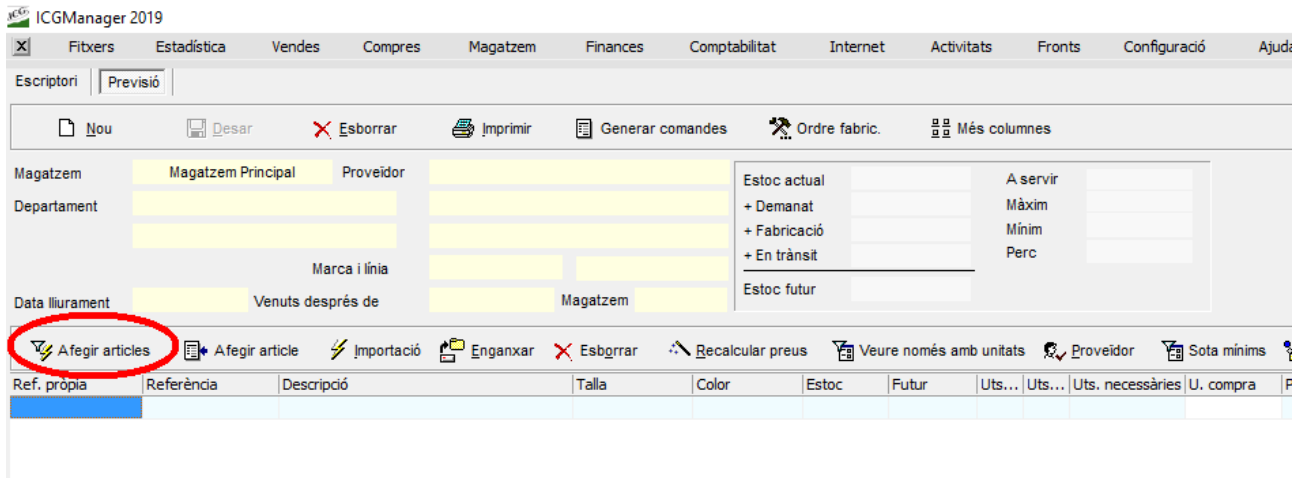 ICG ICGManager 2019
X Fitxers Estadística Vendes Compres Magatzem Finances Comptabilitat Internet Activitats Fronts Configuració Ajuda
Escriptori Previsió
Nou Desar Esborrar Imprimir Generar comandes Ordre fabric. Més columnes
Magatzem Magatzem Principal Proveïdor Estoc actual A servir
Departament + Demanat Màxim
+ Fabricació Mínim
Marca i línia + En trànsit Perc
Data lliurament Venuts després de Magatzem Estoc futur
Afegir articles Afegir article Importació Enganxar Esborrar Recalcular preus Veure només amb unitats Proveïdor Sota mínims
Ref. pròpia Referència Descripció Talla Color Estoc Futur Uts... Uts... Uts. necessàries U. compra P